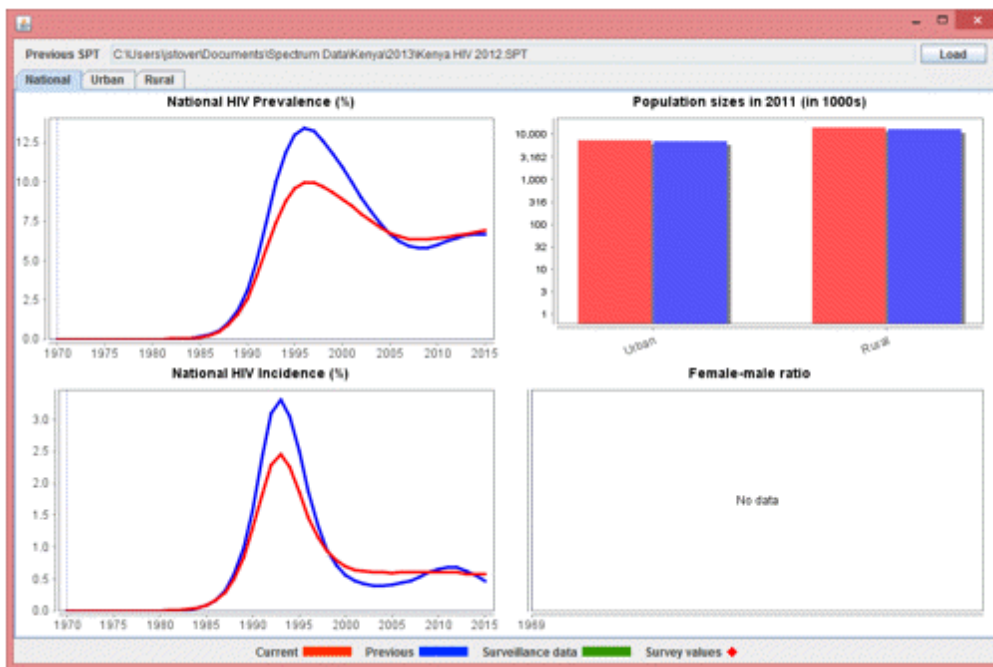 Previous SPT C:\Users\jstover\Documents\Spectrum Data\Kenya\2013\Kenya HIV 2012.SPT Load
National Urban Rural
National HIV Prevalence (%)
12.5
10.0
7.5
5.0
2.5
0.0
1970 1975 1980 1985 1990 1995 2000 2005 2010 2015
Population sizes in 2011 (in 1000s)
10,000
3,162
1,000
316
100
32
10
3
1
Urban Rural
National HIV Incidence (%)
3.0
2.5
2.0
1.5
1.0
0.5
0.0
1970 1975 1980 1985 1990 1995 2000 2005 2010 2015
Female-male ratio
No data
1969
Current Previous Surveillance data Survey values